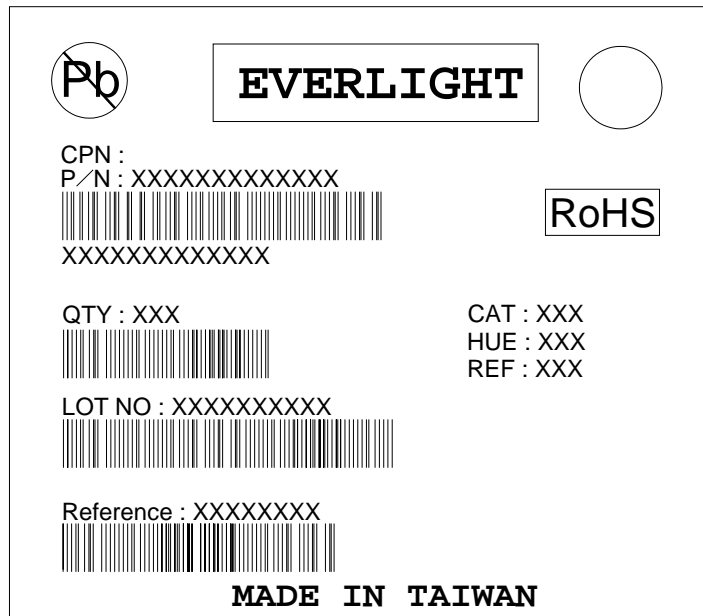 Pb
EVERLIGHT
CPN :
P/N : XXXXXXXXXXXXX
RoHS
XXXXXXXXXXXXX
QTY : XXX
CAT : XXX
HUE : XXX
REF : XXX
LOT NO : XXXXXXXXXX
Reference : XXXXXXXX
MADE IN TAIWAN